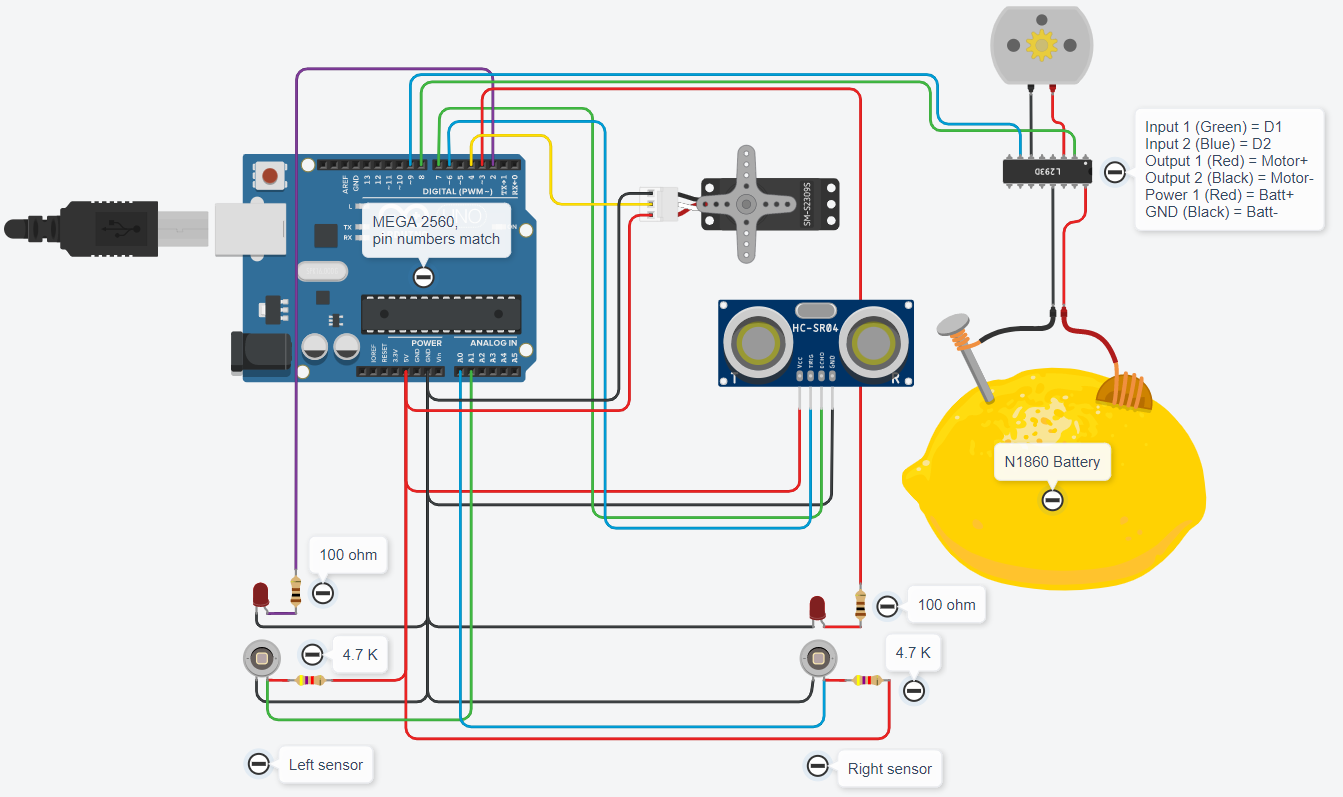 Input 1 (Green) = D1
Input 2 (Blue) = D2
Output 1 (Red) = Motor+
Output 2 (Black) = Motor-
Power 1 (Red) = Batt+
GND (Black) = Batt-
L293D
AREF
GND
13
12
~11
~10
~9
8
7
~6
~5
4
~3
2
TX→1
RX←0
DIGITAL (PWM~)
L
TX
RX
UNO
ON
MEGA 2560,
pin numbers match
SM-S2309S
HC-SR04
VCC
TRIG
ECHO
GND
T
R
POWER
ANALOG IN
IOREF
RESET
3.3V
5V
GND
GND
Vin
A0
A1
A2
A3
A4
A5
N1860 Battery
100 ohm
100 ohm
4.7 K
4.7 K
Left sensor
Right sensor